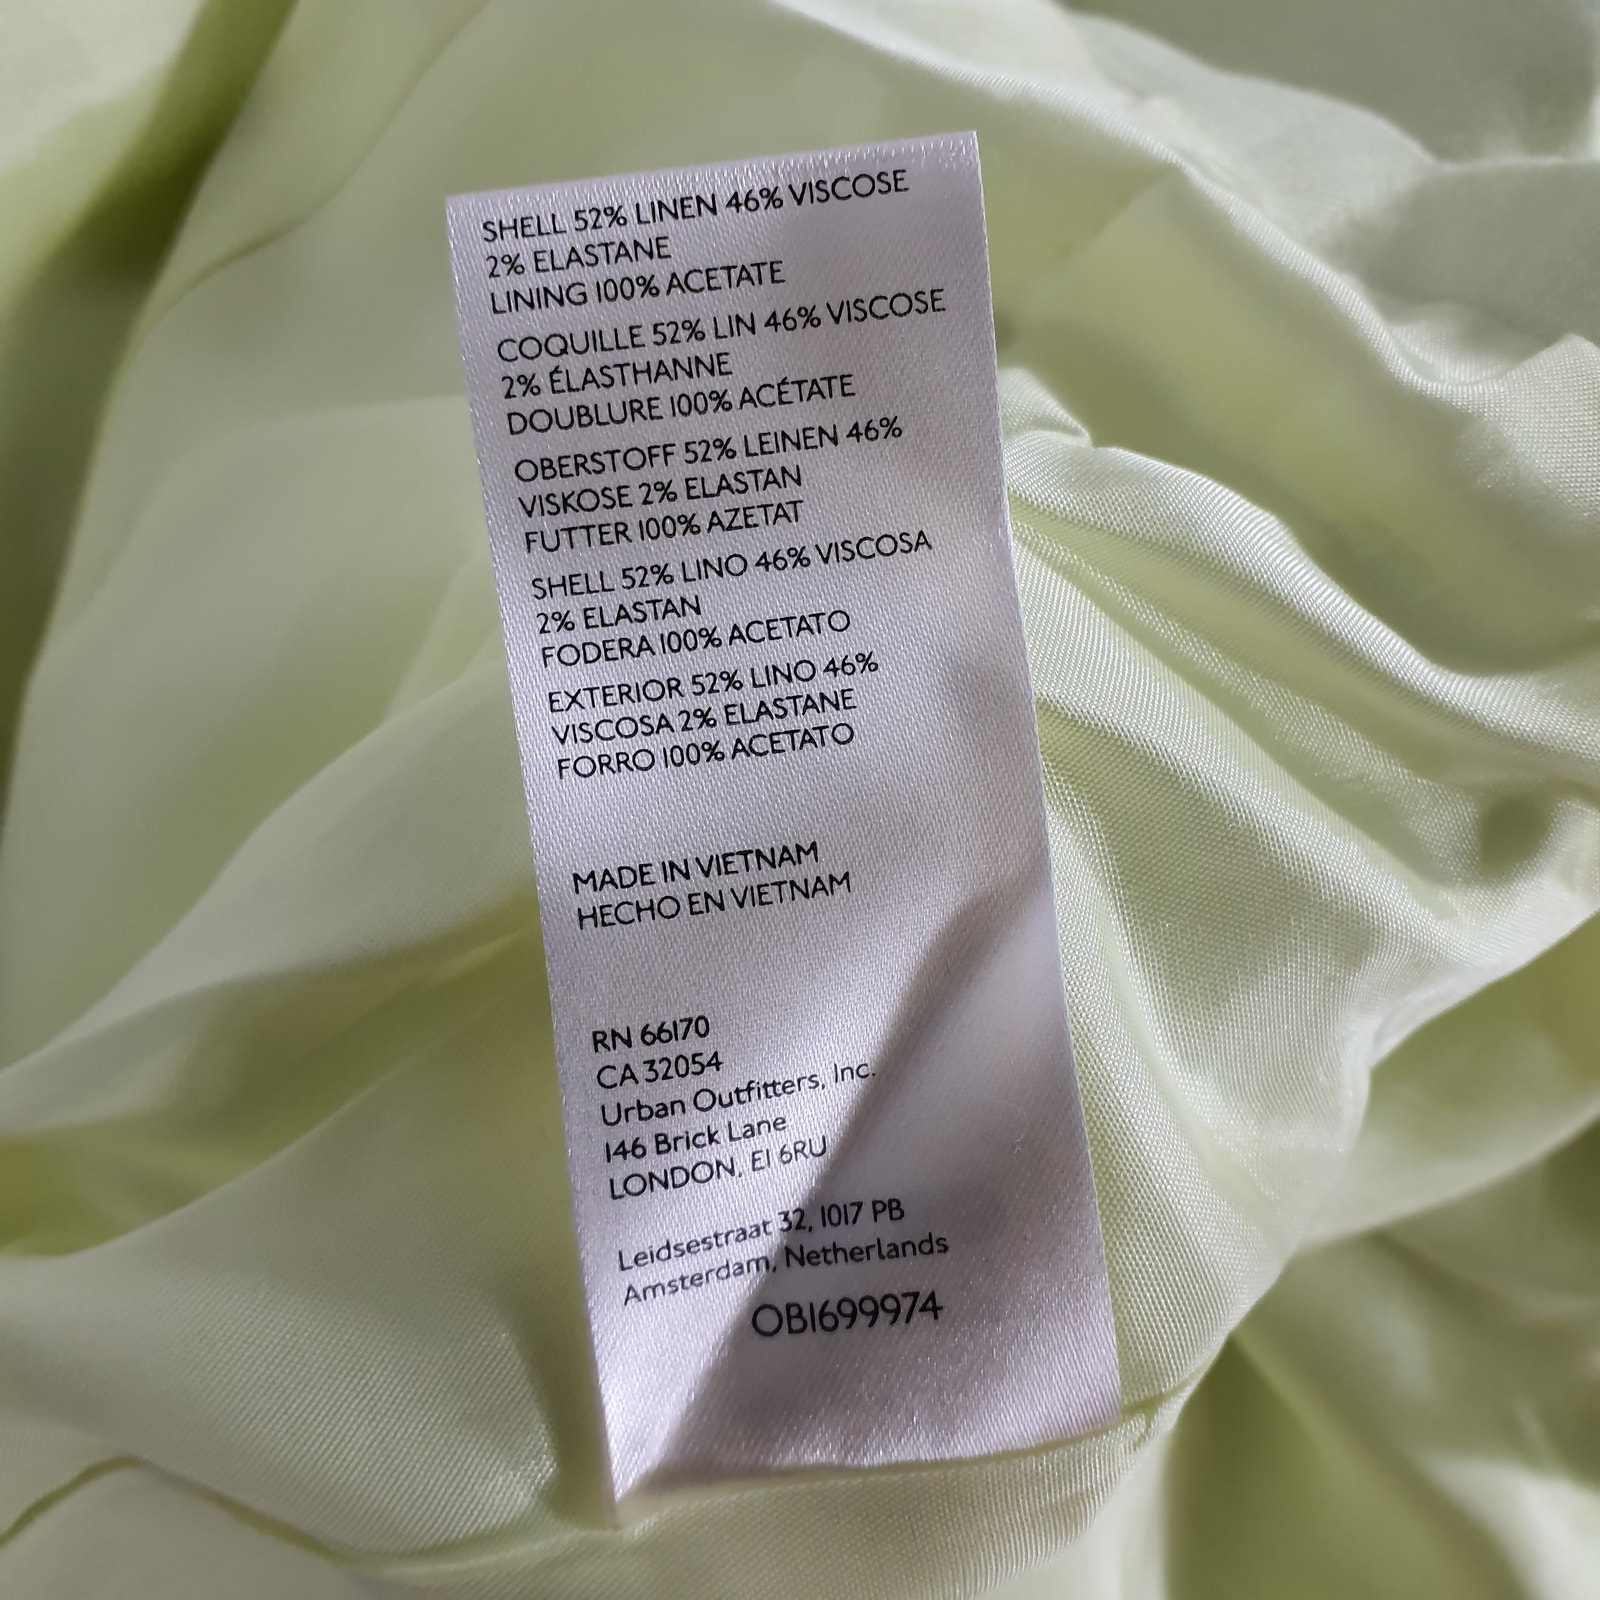 SHELL 52% LINEN 46% VISCOSE
2% ELASTANE
LINING 100% ACETATE
COQUILLE 52% LIN 46% VISCOSE
2% ÉLASTHANNE
DOUBLURE 100% ACÉTATE
OBERSTOFF 52% LEINEN 46%
VISKOSE 2% ELASTAN
FUTTER 100% AZETAT
SHELL 52% LINO 46% VISCOSA
2% ELASTAN
FODERA 100% ACETATO
EXTERIOR 52% LINO 46%
VISCOSA 2% ELASTANE
FORRO 100% ACETATO
MADE IN VIETNAM
HECHO EN VIETNAM
RN 66170
CA 32054
Urban Outfitters, Inc.
146 Brick Lane
LONDON, E1 6RU
Leidsestraat 32, 1017 PB
Amsterdam, Netherlands
OB1699974